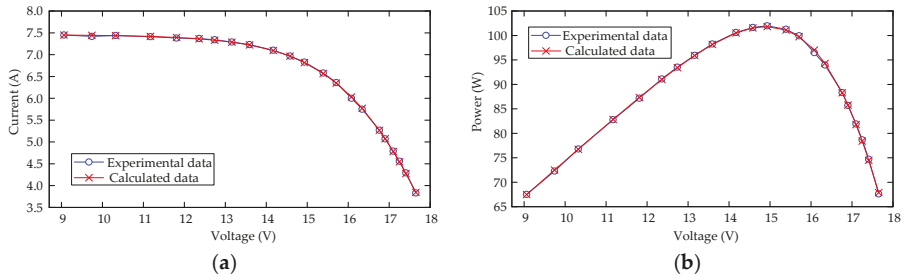 8.0
7.5
7.0
6.5
6.0
5.5
5.0
4.5
4.0
3.5
Current (A)
Experimental data
Calculated data
9 10 11 12 13 14 15 16 17 18
Voltage (V)
(a)
105
100
95
90
85
80
75
70
65
Power (W)
Experimental data
Calculated data
9 10 11 12 13 14 15 16 17 18
Voltage (V)
(b)